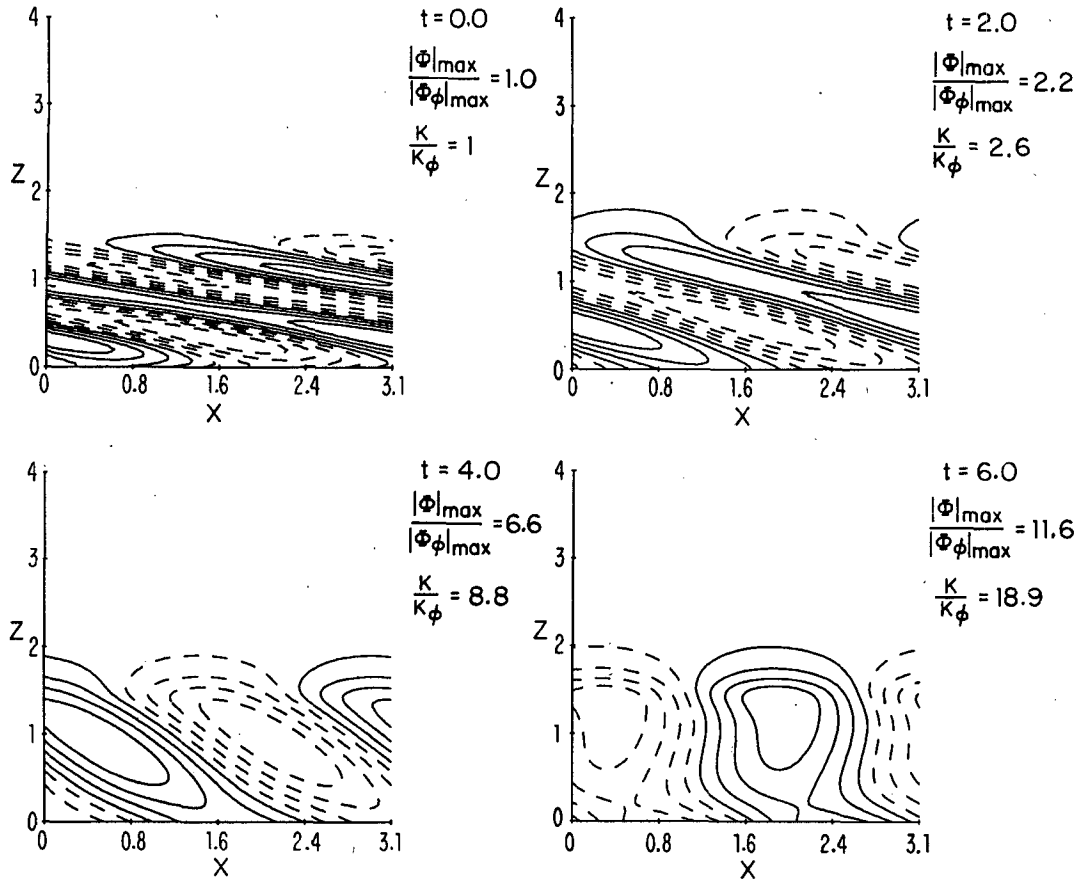 4
3
Z
2
1
0
0 0.8 1.6 2.4 3.1
X
t = 0.0
|Φ|max
|Φϕ|max
= 1.0
K
Kϕ
= 1
4
3
Z
2
1
0
0 0.8 1.6 2.4 3.1
X
t = 2.0
|Φ|max
|Φϕ|max
= 2.2
K
Kϕ
= 2.6
4
3
Z
2
1
0
0 0.8 1.6 2.4 3.1
X
t = 4.0
|Φ|max
|Φϕ|max
= 6.6
K
Kϕ
= 8.8
4
3
Z
2
1
0
0 0.8 1.6 2.4 3.1
X
t = 6.0
|Φ|max
|Φϕ|max
= 11.6
K
Kϕ
= 18.9